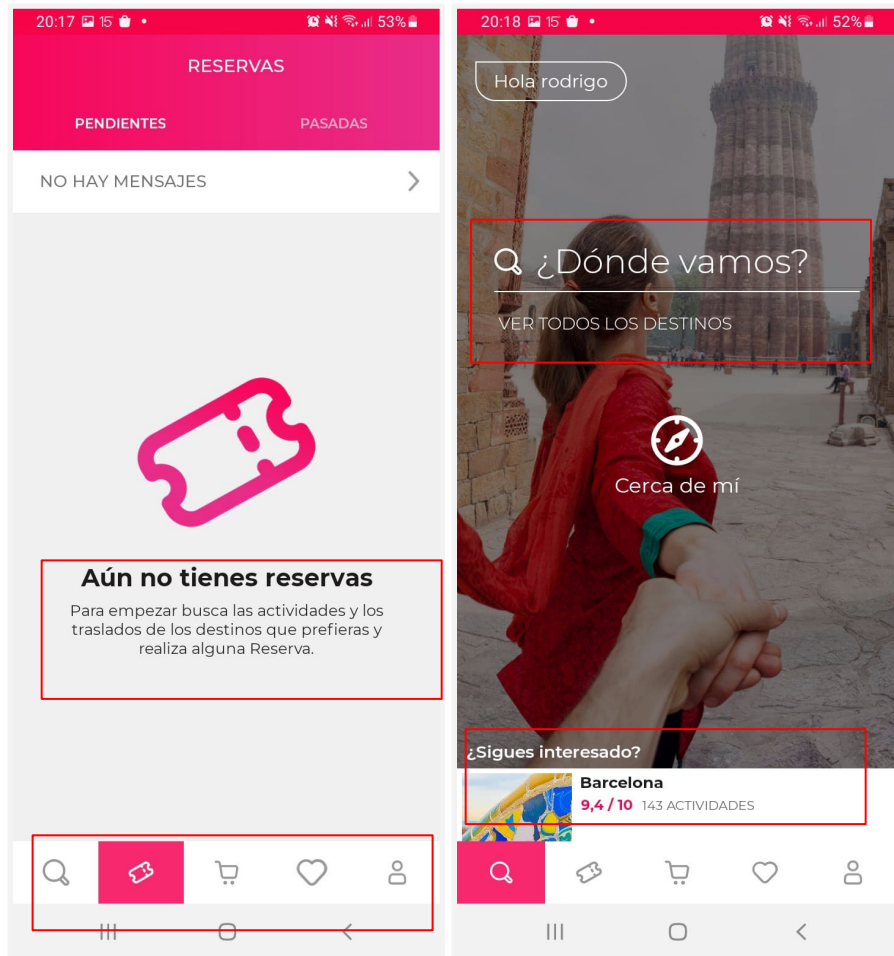 20:17 15 53%
RESERVAS
PENDIENTES PASADAS
NO HAY MENSAJES
Aún no tienes reservas
Para empezar busca las actividades y los
traslados de los destinos que prefieras y
realiza alguna Reserva.
20:18 15 52%
Hola rodrigo
¿Dónde vamos?
VER TODOS LOS DESTINOS
Cerca de mí
¿Sigues interesado?
Barcelona
9,4 / 10 143 ACTIVIDADES